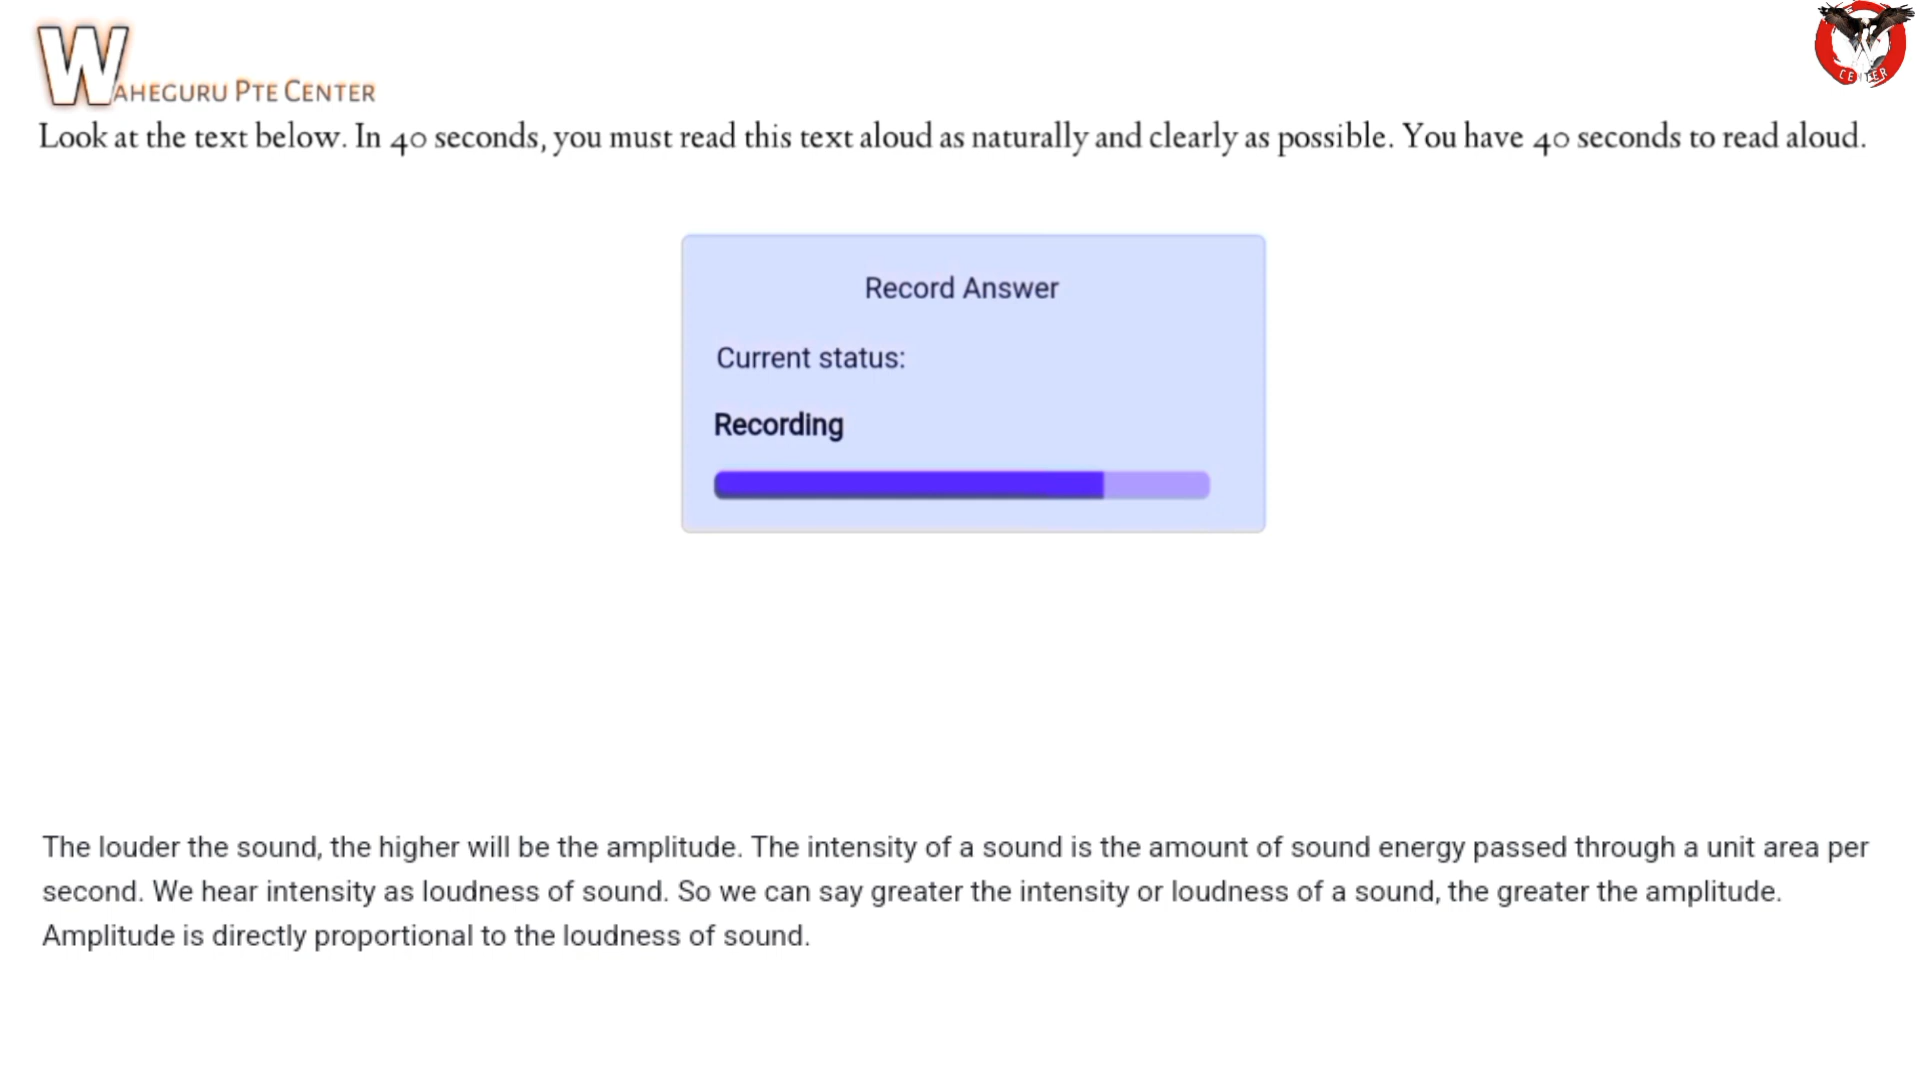 WAHEGURU PTE CENTER
CENTER
Look at the text below. In 40 seconds, you must read this text aloud as naturally and clearly as possible. You have 40 seconds to read aloud.
Record Answer
Current status:
Recording
The louder the sound, the higher will be the amplitude. The intensity of a sound is the amount of sound energy passed through a unit area per
second. We hear intensity as loudness of sound. So we can say greater the intensity or loudness of a sound, the greater the amplitude.
Amplitude is directly proportional to the loudness of sound.